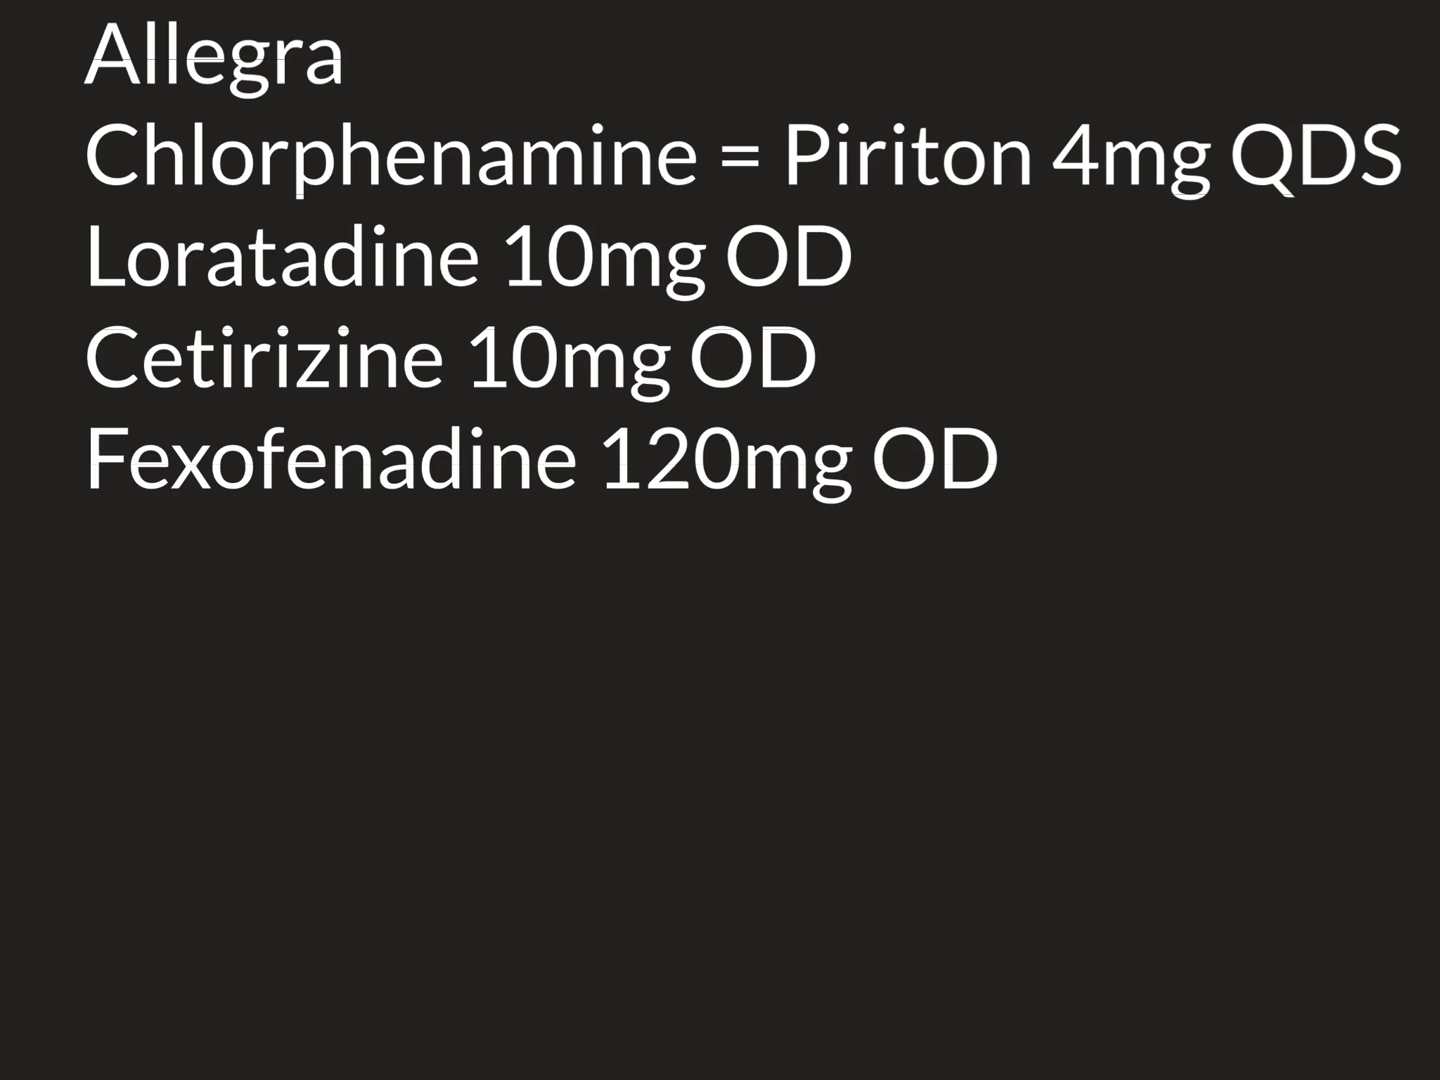 Allegra
Chlorphenamine = Piriton 4mg QDS
Loratadine 10mg OD
Cetirizine 10mg OD
Fexofenadine 120mg OD